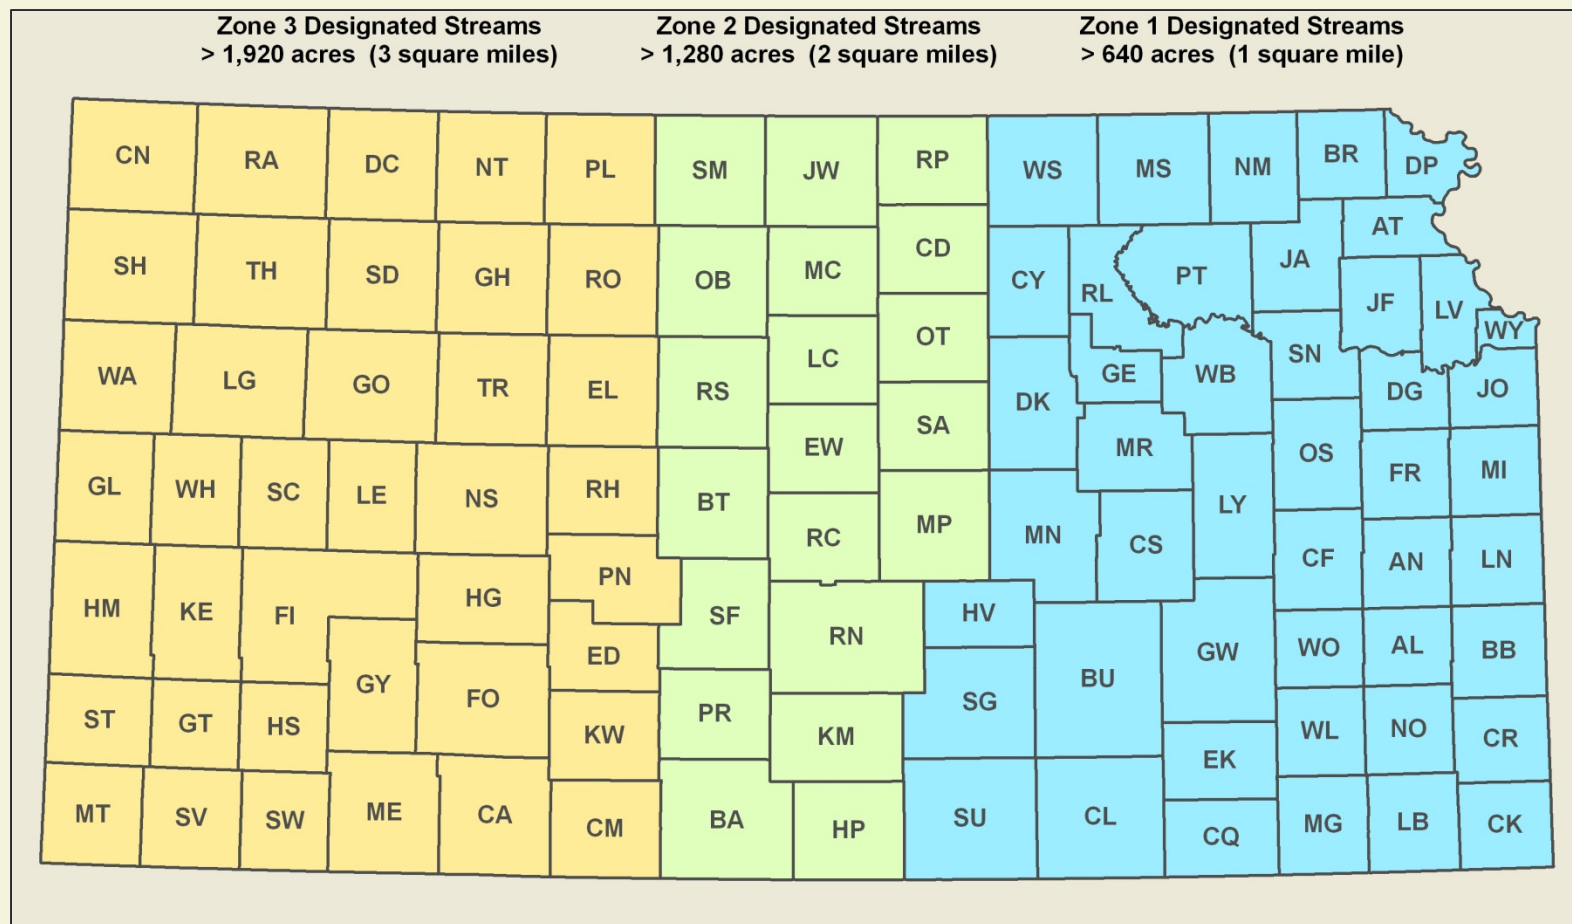 Zone 3 Designated Streams
> 1,920 acres (3 square miles)
Zone 2 Designated Streams
> 1,280 acres (2 square miles)
Zone 1 Designated Streams
> 640 acres (1 square mile)
CN RA DC NT PL SM JW RP WS MS NM BR DP
SH TH SD GH RO OB MC CD CY RL PT JA AT
WA LG GO TR EL RS LC OT DK GE WB SN JF LV WY
GL WH SC LE NS RH BT EW SA MR LY OS DG JO
HM KE FI HG PN SF RC MP MN CS CF FR MI
ST GT HS GY FO ED PR RN HV BU GW WO AN LN
MT SV SW ME CA KW KM SG EK WL AL BB
CM BA HP SU CL CQ MG NO CR
LB CK